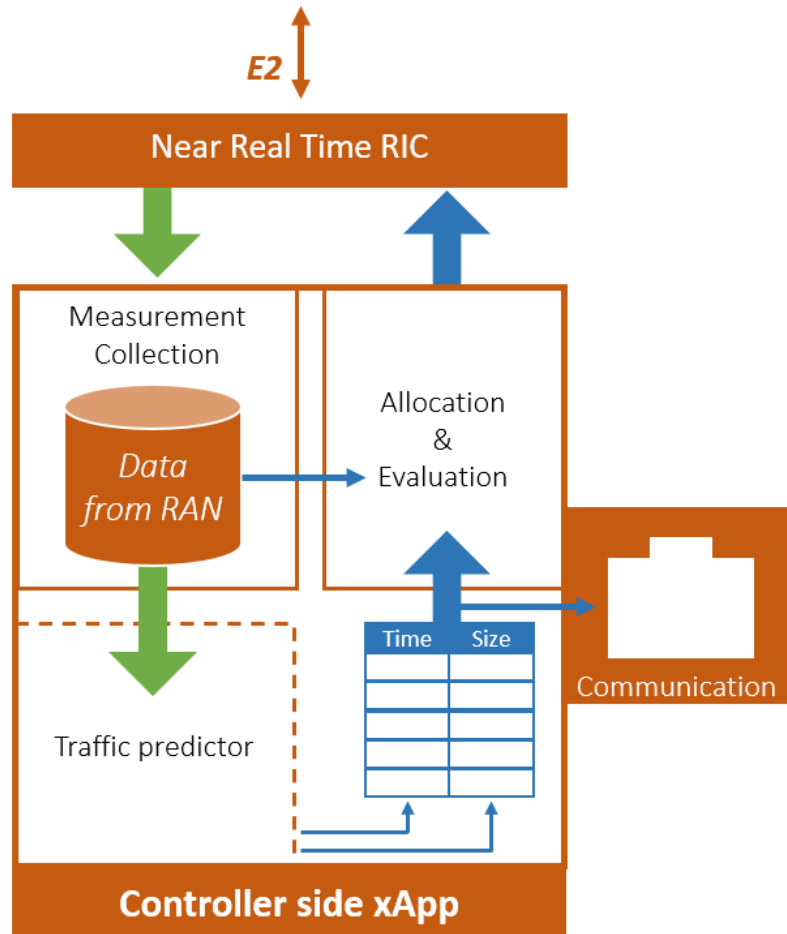 E2
Near Real Time RIC
Measurement
Collection
Data
from RAN
Allocation
&
Evaluation
Time Size
Communication
Traffic predictor
Controller side xApp